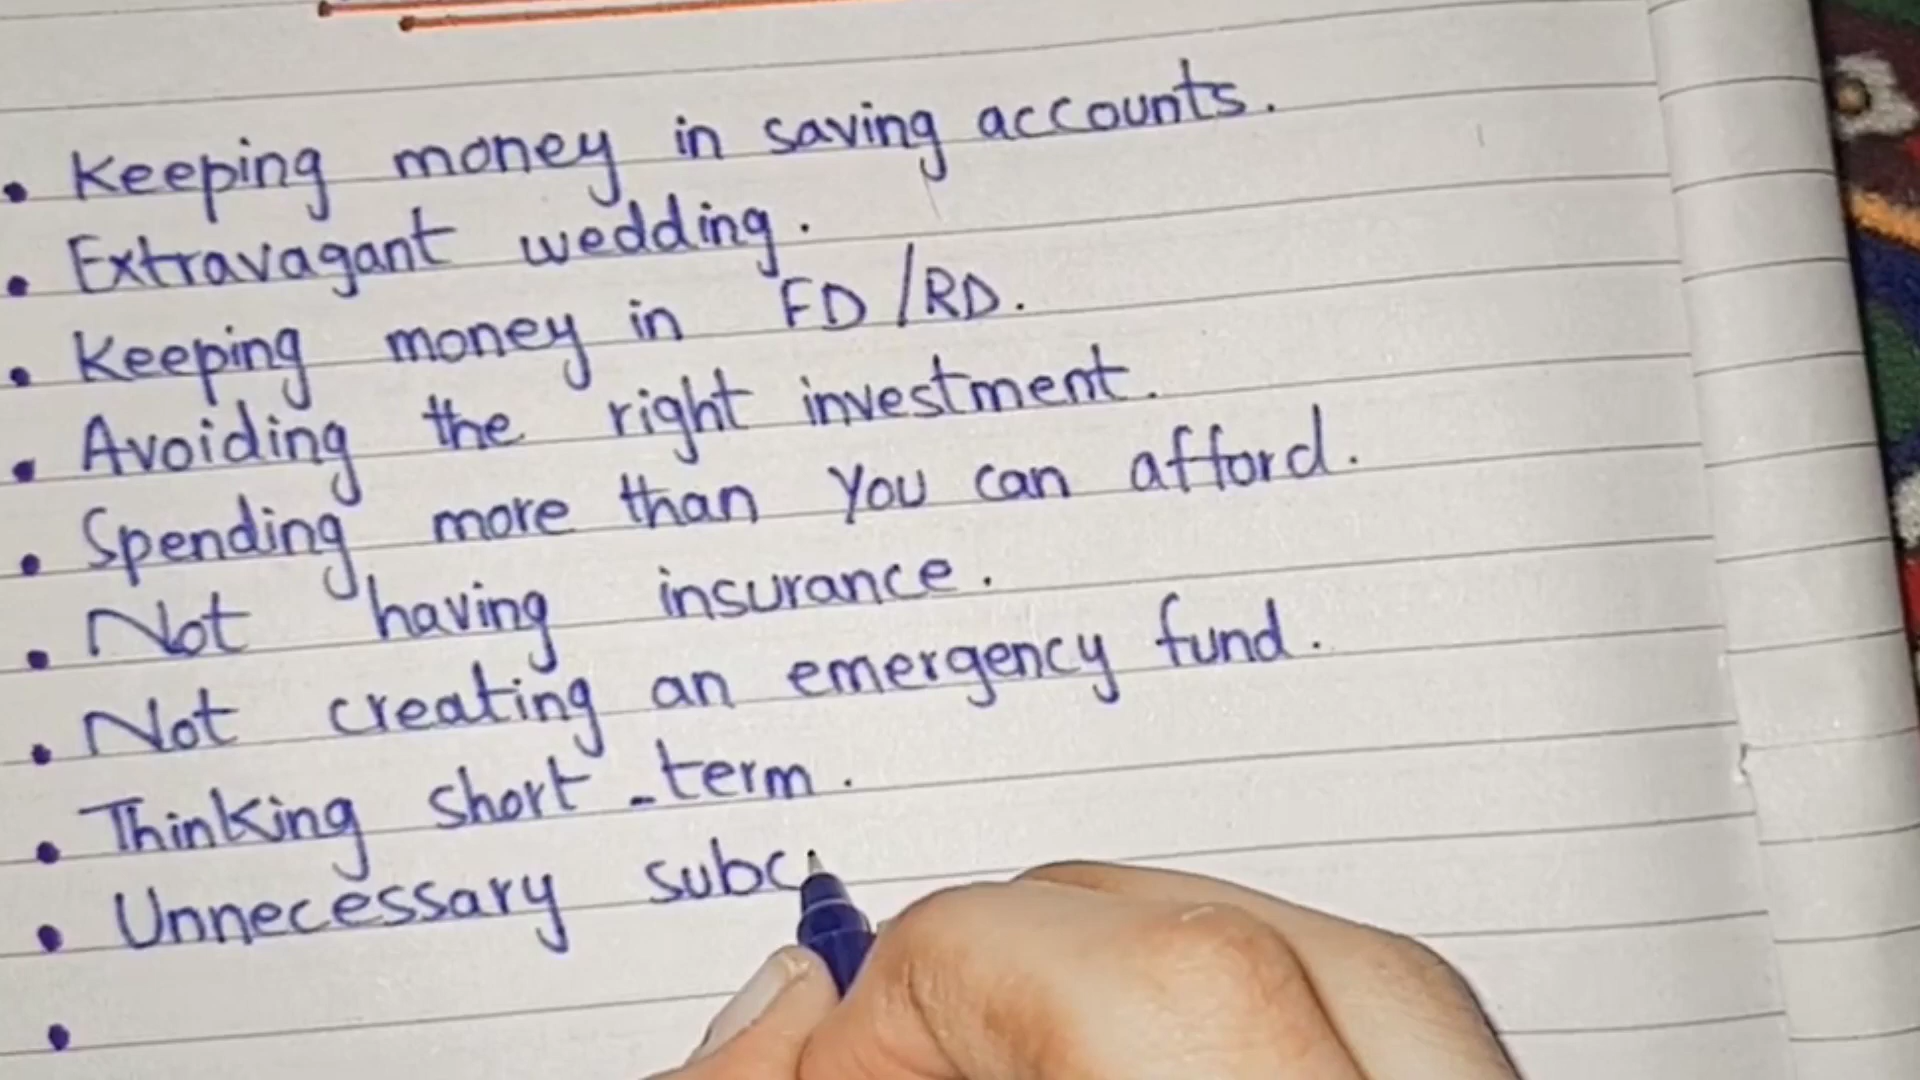 • Keeping money in saving accounts.
• Extravagant wedding.
• Keeping money in FD/RD.
• Avoiding the right investment.
• Spending more than you can afford.
• Not having insurance.
• Not creating an emergency fund.
• Thinking short-term.
• Unnecessary subc
•